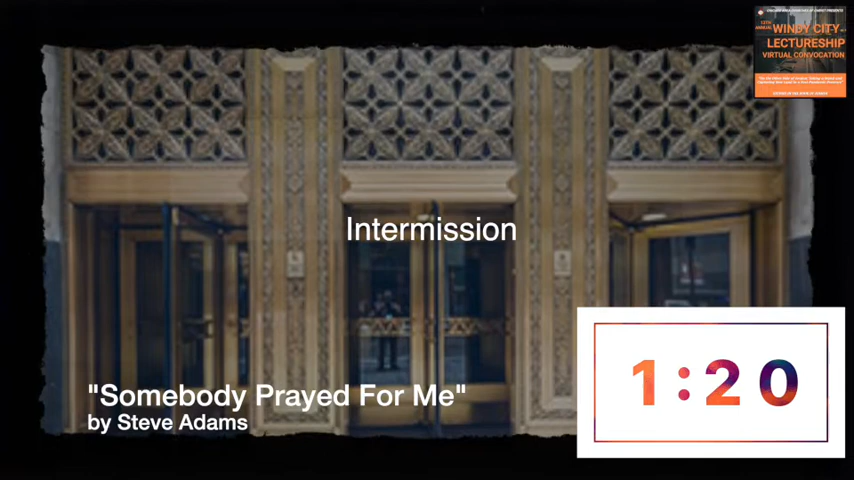 WINDY CITY
LECTURESHIP
VIRTUAL CONVOCATION
Intermission
"Somebody Prayed For Me"
by Steve Adams
1:20